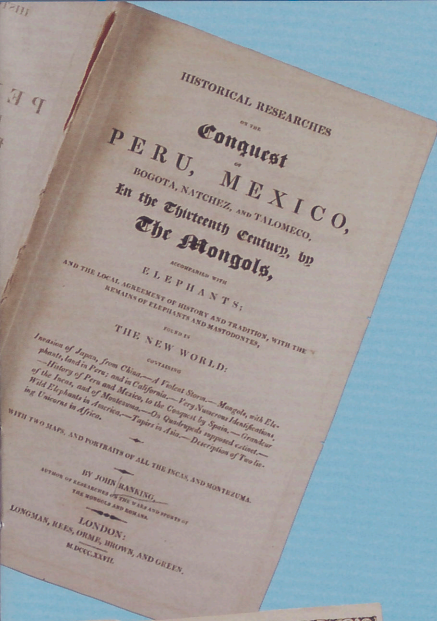 HISTORICAL RESEARCHES
ON THE
Conquest
OF
PERU, MEXICO,
BOGOTA, NATCHEZ, AND TALOMECO,
In the Thirteenth Century, by
The Mongols,
ACCOMPANIED WITH
ELEPHANTS;
AND THE LOCAL AGREEMENT OF HISTORY AND TRADITION, WITH THE
REMAINS OF ELEPHANTS AND MASTODONTES,
FOUND IN
THE NEW WORLD:
CONTAINING
Invasion of Japan, from China.—A Violent Storm.—Mongols, with Ele-
phants, land in Peru; and in California.—Very Numerous Identifications.
—History of Peru and Mexico, to the Conquest by Spain.—Grandeur
of the Incas, and of Montezuma.—On Quadrupeds supposed extinct.—
Wild Elephants in America.—Tapirs in Asia.—Description of Two liv-
ing Unicorns in Africa.
WITH TWO MAPS, AND PORTRAITS OF ALL THE INCAS, AND MONTEZUMA.
BY JOHN RANKING,
AUTHOR OF RESEARCHES ON THE WARS AND SPORTS OF
THE MONGOLS AND ROMANS.
LONDON:
LONGMAN, REES, ORME, BROWN, AND GREEN.
M.DCCC.XXVII.